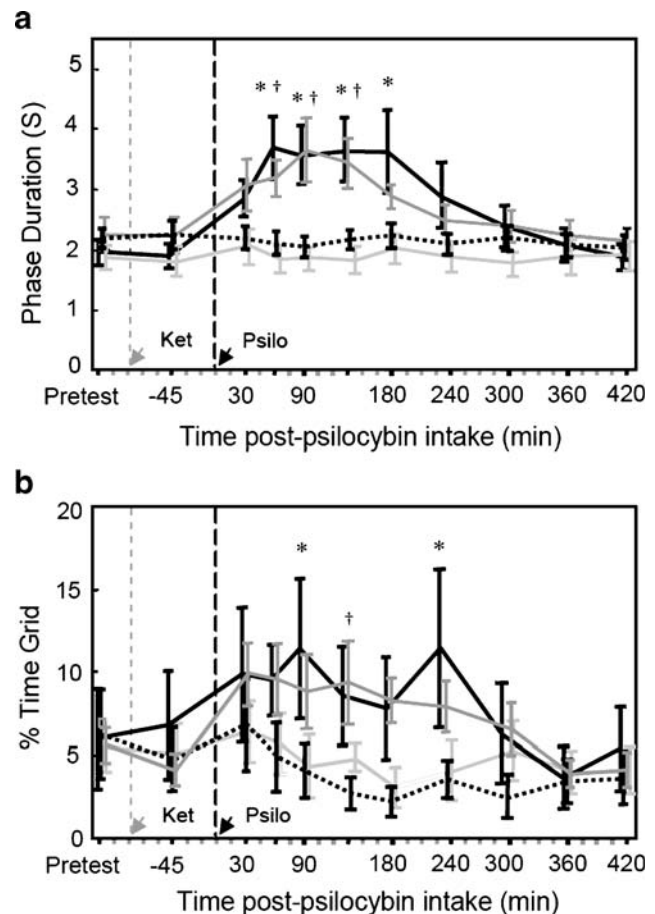 a
5
* † * † * † *
4
3
2
1
0
Phase Duration (S)
Ket Psilo
Pretest -45 30 90 180 240 300 360 420
Time post-psilocybin intake (min)
b
20
15
10
5
0
* † *
% Time Grid
Ket Psilo
Pretest -45 30 90 180 240 300 360 420
Time post-psilocybin intake (min)